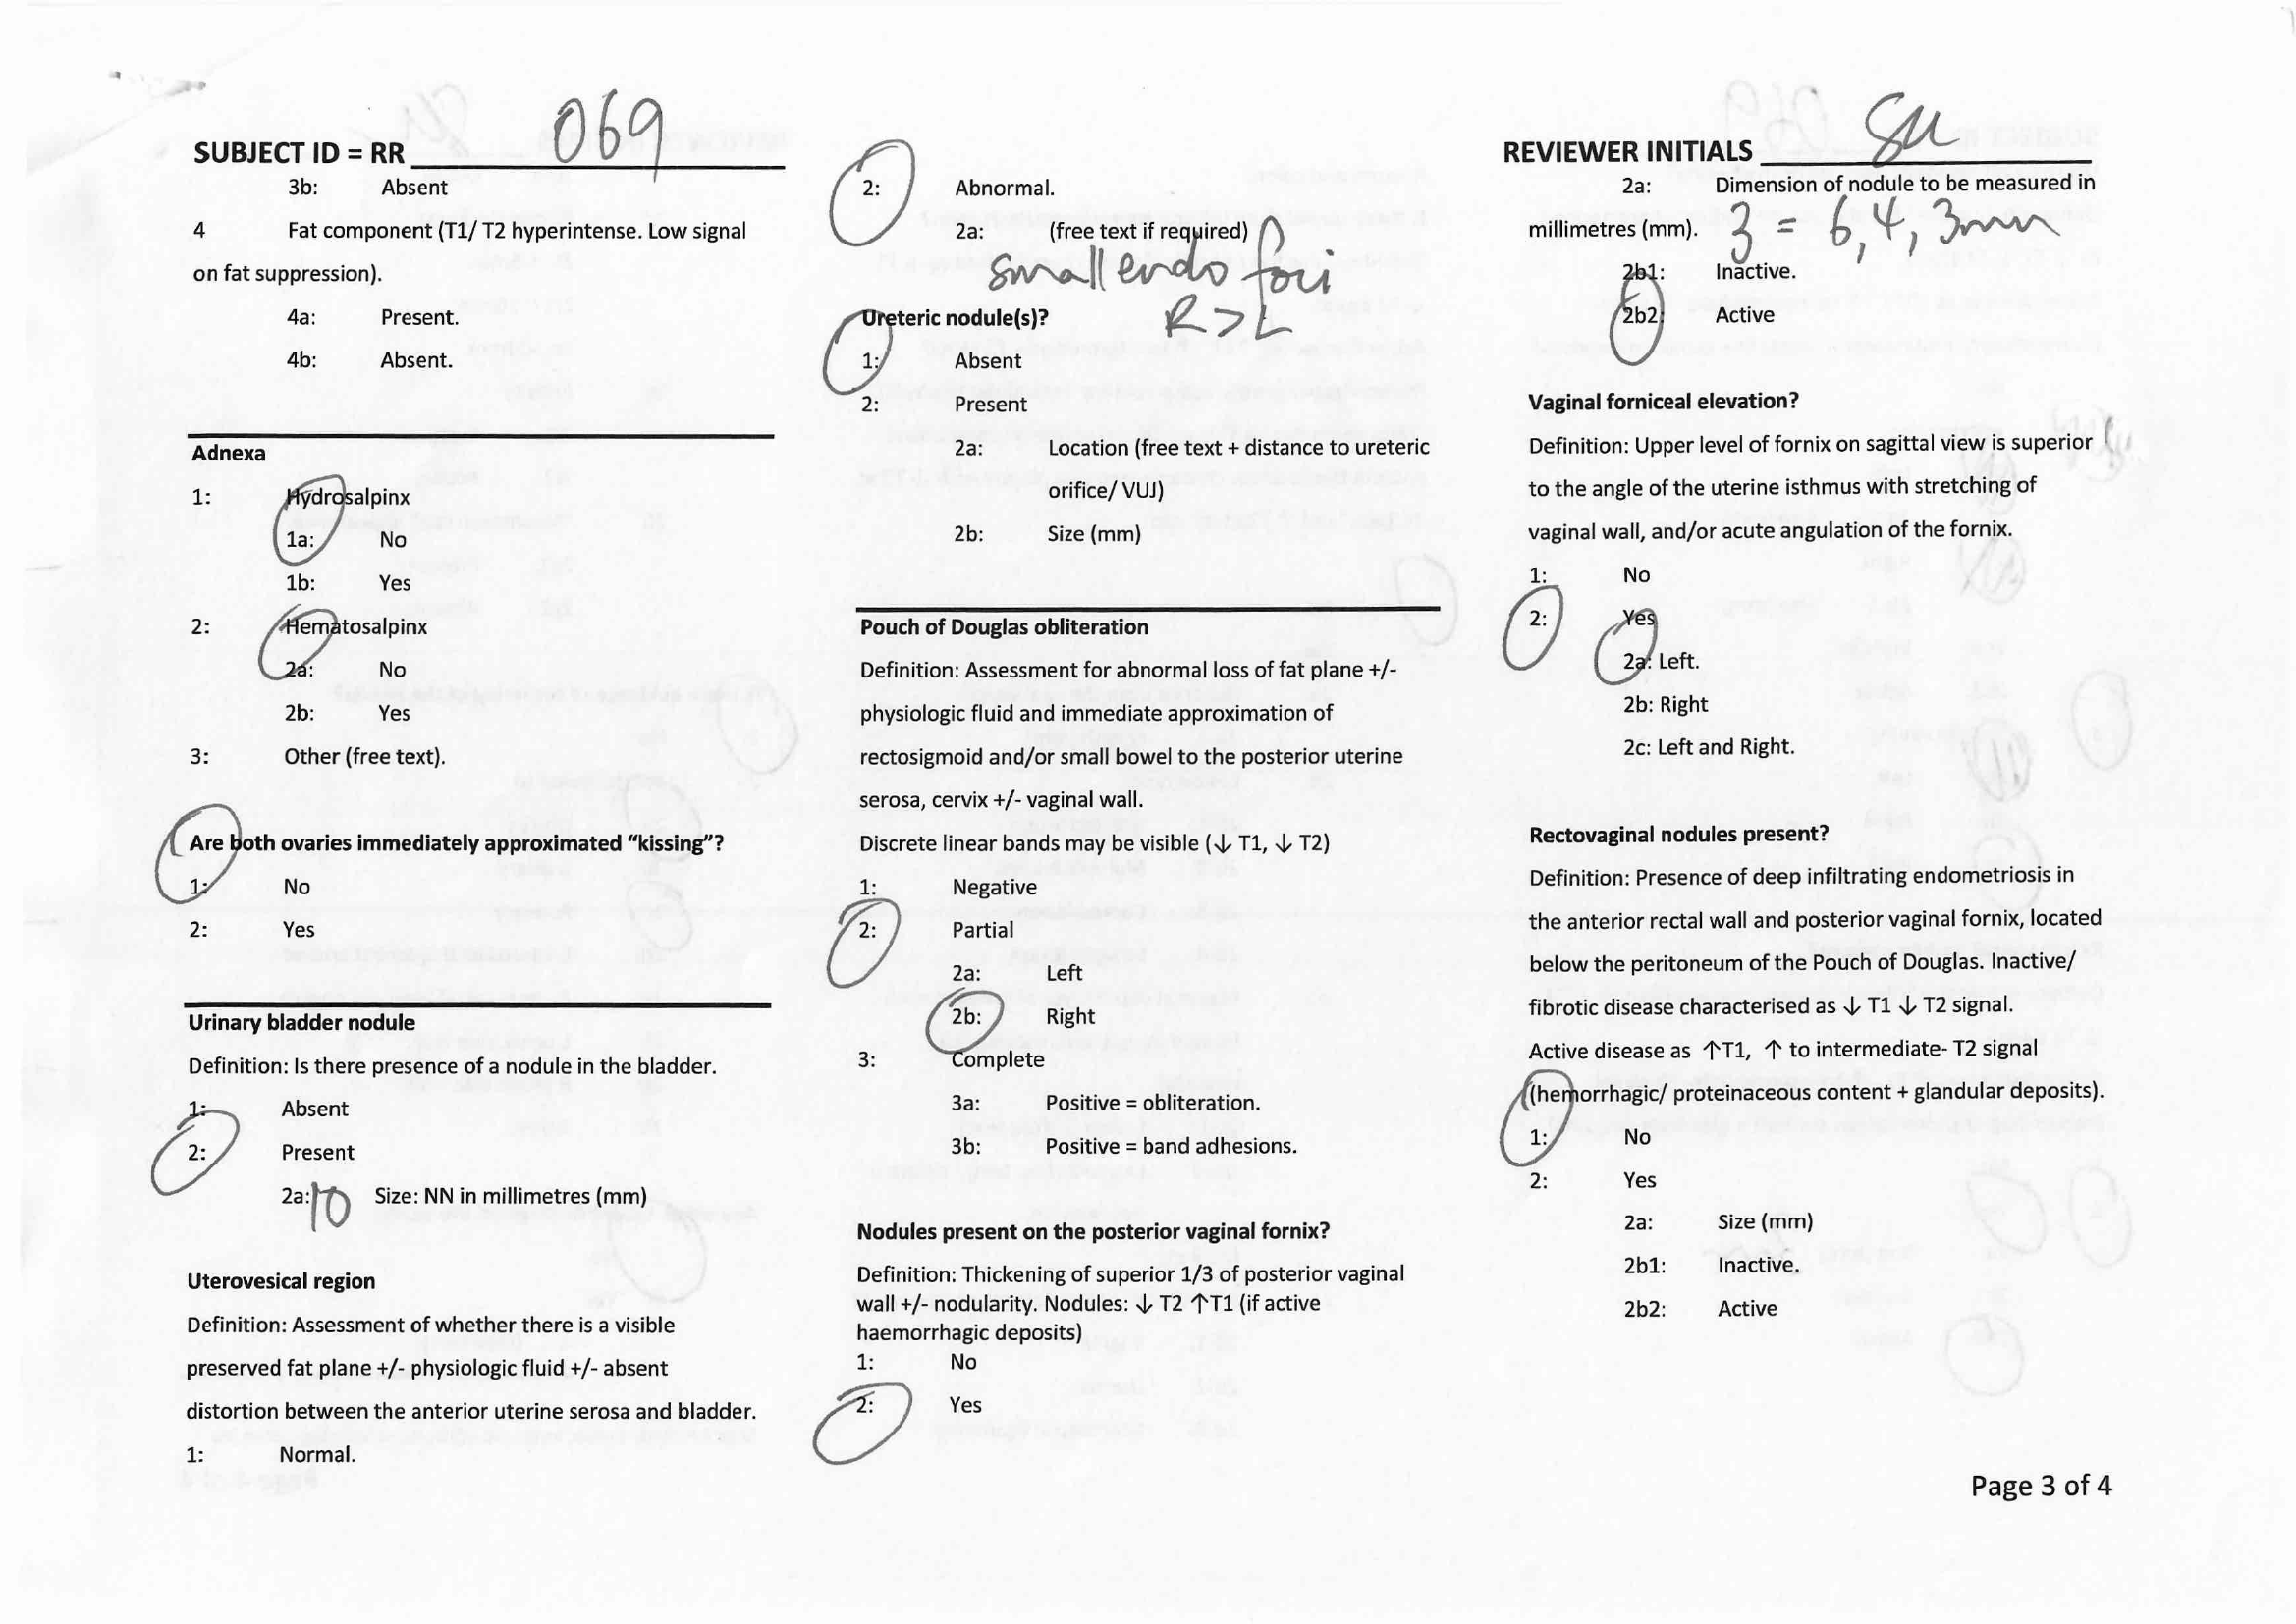 SUBJECT ID = RR 069
3b: Absent
4 Fat component (T1/ T2 hyperintense. Low signal
on fat suppression).
4a: Present.
4b: Absent.
Adnexa
1: Hydrosalpinx
1a: No
1b: Yes
2: Hematosalpinx
2a: No
2b: Yes
3: Other (free text).
Are both ovaries immediately approximated “kissing”?
1: No
2: Yes
Urinary bladder nodule
Definition: Is there presence of a nodule in the bladder.
1: Absent
2: Present
2a: 10 Size: NN in millimetres (mm)
Uterovesical region
Definition: Assessment of whether there is a visible
preserved fat plane +/- physiologic fluid +/- absent
distortion between the anterior uterine serosa and bladder.
1: Normal.
2: Abnormal.
2a: (free text if required)
small endo foci
R > L
Ureteric nodule(s)?
1: Absent
2: Present
2a: Location (free text + distance to ureteric
orifice/ VUJ)
2b: Size (mm)
Pouch of Douglas obliteration
Definition: Assessment for abnormal loss of fat plane +/-
physiologic fluid and immediate approximation of
rectosigmoid and/or small bowel to the posterior uterine
serosa, cervix +/- vaginal wall.
Discrete linear bands may be visible (↓ T1, ↓ T2)
1: Negative
2: Partial
2a: Left
2b: Right
3: Complete
3a: Positive = obliteration.
3b: Positive = band adhesions.
Nodules present on the posterior vaginal fornix?
Definition: Thickening of superior 1/3 of posterior vaginal
wall +/- nodularity. Nodules: ↓ T2 ↑T1 (if active
haemorrhagic deposits)
1: No
2: Yes
REVIEWER INITIALS SM
2a: Dimension of nodule to be measured in
millimetres (mm). 3 = 6, 4, 3mm
2b1: Inactive.
2b2: Active
Vaginal forniceal elevation?
Definition: Upper level of fornix on sagittal view is superior
to the angle of the uterine isthmus with stretching of
vaginal wall, and/or acute angulation of the fornix.
1: No
2: Yes
2a: Left.
2b: Right
2c: Left and Right.
Rectovaginal nodules present?
Definition: Presence of deep infiltrating endometriosis in
the anterior rectal wall and posterior vaginal fornix, located
below the peritoneum of the Pouch of Douglas. Inactive/
fibrotic disease characterised as ↓ T1 ↓ T2 signal.
Active disease as ↑T1, ↑ to intermediate- T2 signal
(hemorrhagic/ proteinaceous content + glandular deposits).
1: No
2: Yes
2a: Size (mm)
2b1: Inactive.
2b2: Active
Page 3 of 4